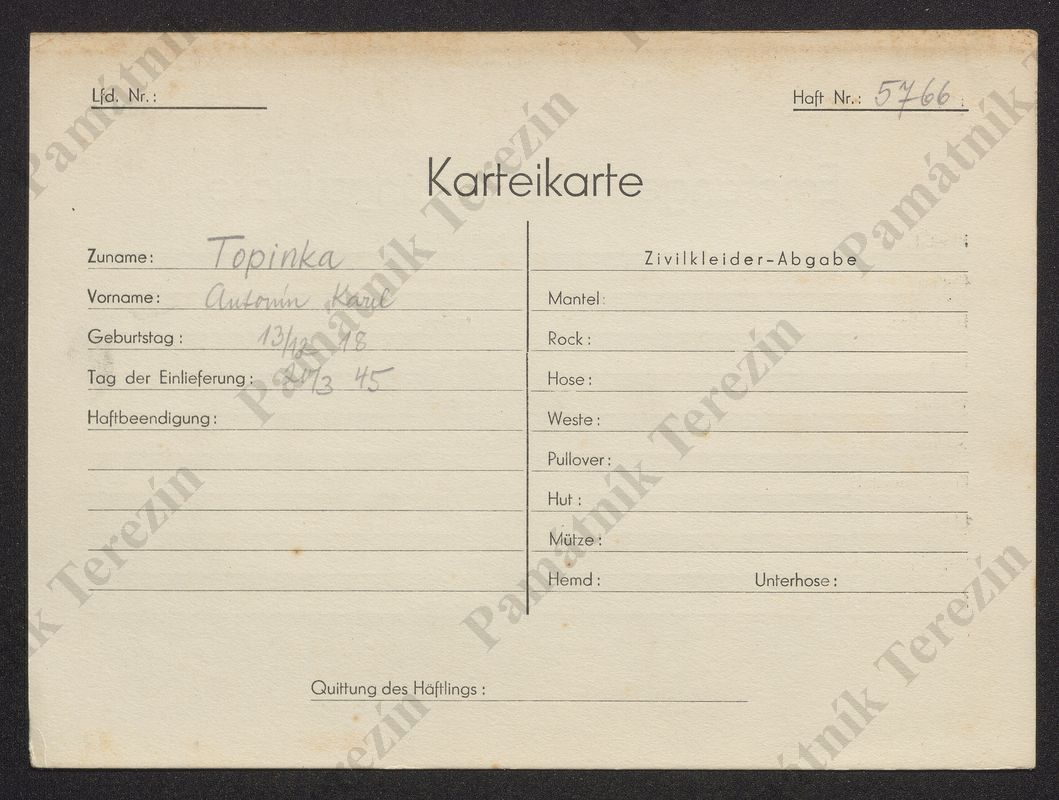 Lfd. Nr.:
Haft Nr.: 5766
Karteikarte
Zuname: Topinka
Vorname: Antonín Karel
Geburtstag: 13/12 18
Tag der Einlieferung: /3 45
Haftbeendigung:
Zivilkleider-Abgabe
Mantel:
Rock:
Hose:
Weste:
Pullover:
Hut:
Mütze:
Hemd: Unterhose:
Quittung des Häftlings:
Památník Terezín